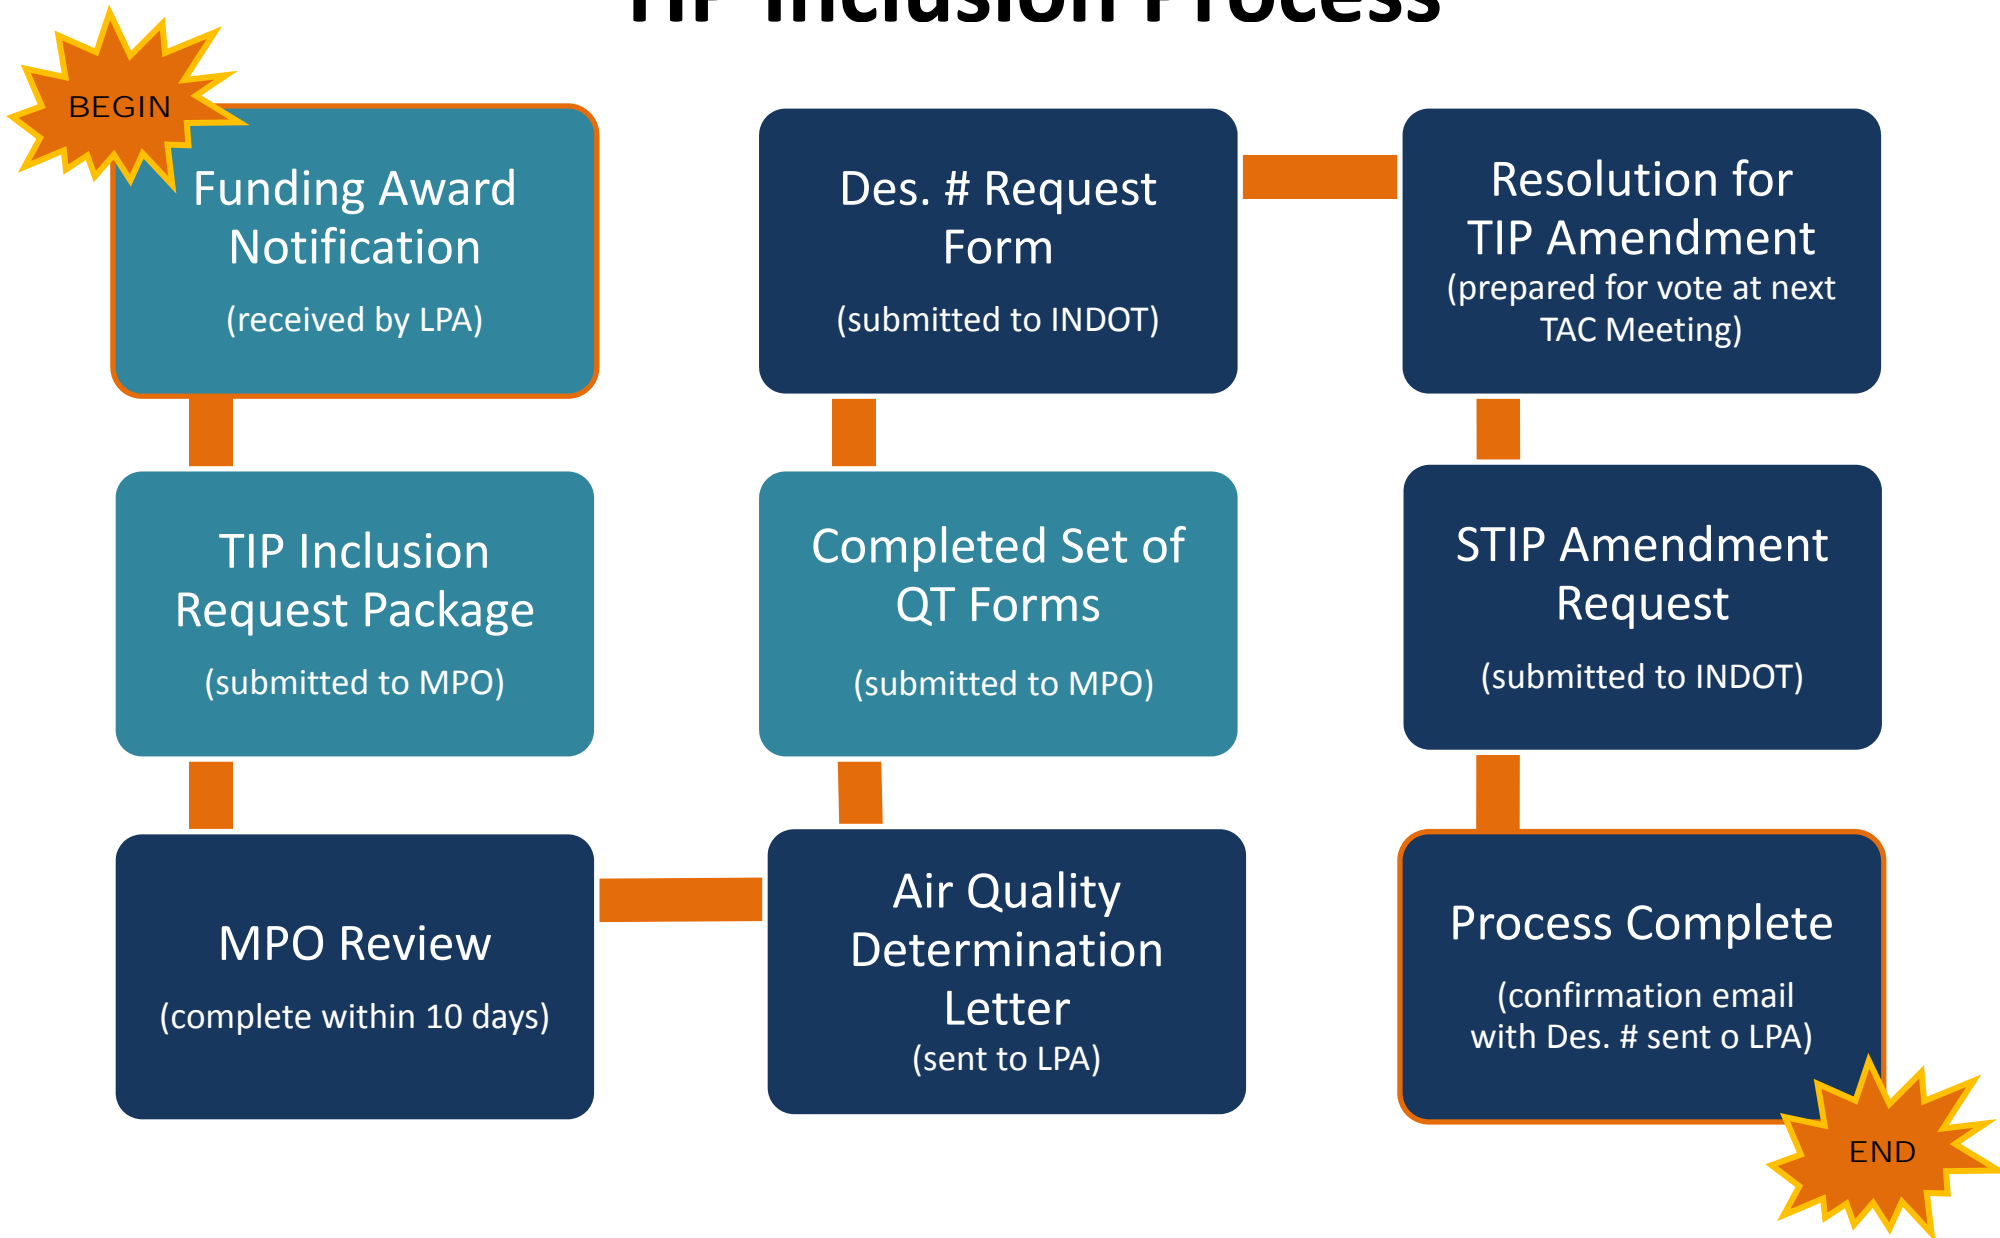 TIP Inclusion Process
BEGIN
Funding Award
Notification
(received by LPA)
TIP Inclusion
Request Package
(submitted to MPO)
MPO Review
(complete within 10 days)
Air Quality
Determination
Letter
(sent to LPA)
Completed Set of
QT Forms
(submitted to MPO)
Des. # Request
Form
(submitted to INDOT)
Resolution for
TIP Amendment
(prepared for vote at next
TAC Meeting)
STIP Amendment
Request
(submitted to INDOT)
Process Complete
(confirmation email
with Des. # sent o LPA)
END